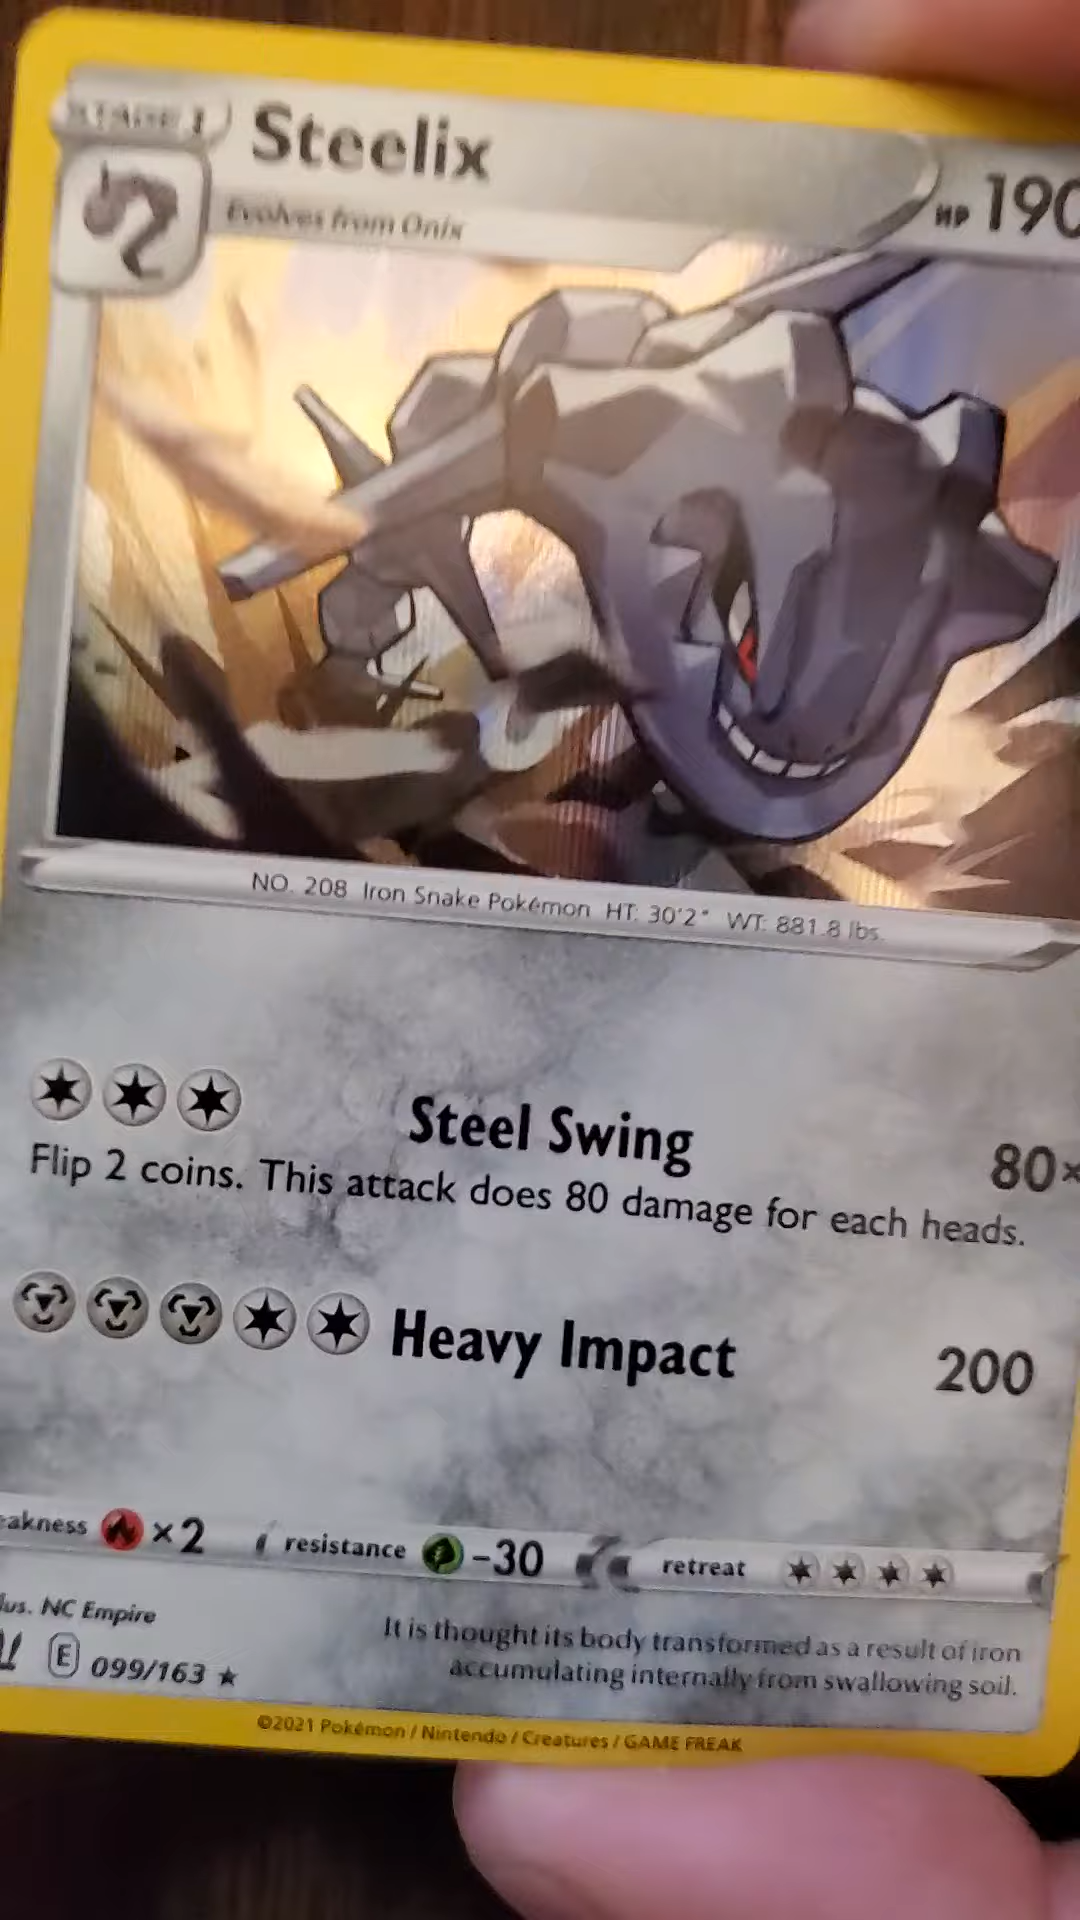 STAGE 1
Steelix
HP 190
Evolves from Onix
NO. 208 Iron Snake Pokémon HT: 30'2" WT: 881.8 lbs.
Steel Swing 80×
Flip 2 coins. This attack does 80 damage for each heads.
Heavy Impact 200
eakness ×2 resistance -30 retreat
lus. NC Empire
E 099/163 ★
It is thought its body transformed as a result of iron
accumulating internally from swallowing soil.
©2021 Pokémon / Nintendo / Creatures / GAME FREAK